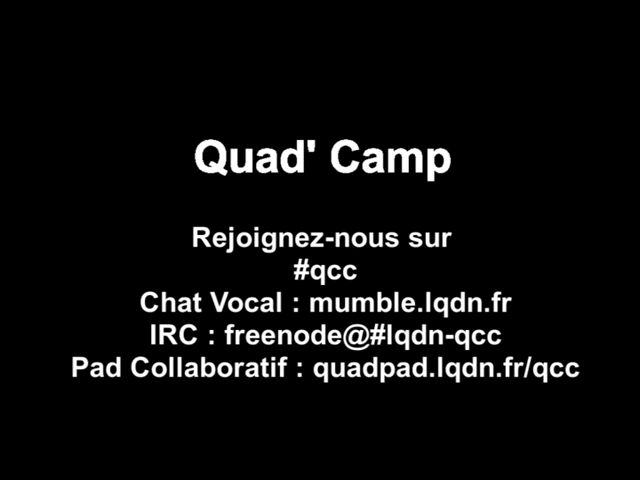 Quad' Camp
Rejoignez-nous sur
#qcc
Chat Vocal : mumble.lqdn.fr
IRC : freenode@#lqdn-qcc
Pad Collaboratif : quadpad.lqdn.fr/qcc